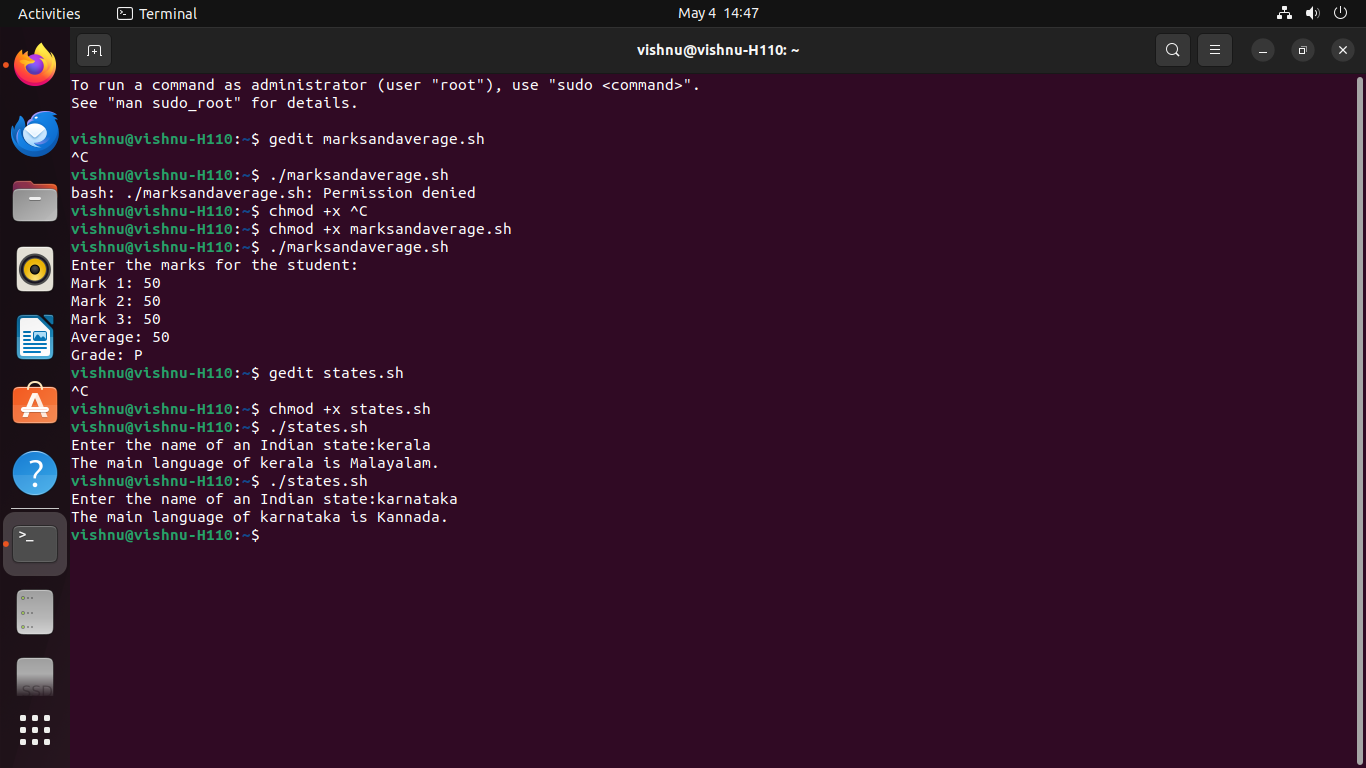 Activities
Terminal
May 4 14:47
vishnu@vishnu-H110: ~
To run a command as administrator (user "root"), use "sudo <command>".
See "man sudo_root" for details.
vishnu@vishnu-H110:~$ gedit marksandaverage.sh
^C
vishnu@vishnu-H110:~$ ./marksandaverage.sh
bash: ./marksandaverage.sh: Permission denied
vishnu@vishnu-H110:~$ chmod +x ^C
vishnu@vishnu-H110:~$ chmod +x marksandaverage.sh
vishnu@vishnu-H110:~$ ./marksandaverage.sh
Enter the marks for the student:
Mark 1: 50
Mark 2: 50
Mark 3: 50
Average: 50
Grade: P
vishnu@vishnu-H110:~$ gedit states.sh
^C
vishnu@vishnu-H110:~$ chmod +x states.sh
vishnu@vishnu-H110:~$ ./states.sh
Enter the name of an Indian state:kerala
The main language of kerala is Malayalam.
vishnu@vishnu-H110:~$ ./states.sh
Enter the name of an Indian state:karnataka
The main language of karnataka is Kannada.
vishnu@vishnu-H110:~$
>_
?
SSD